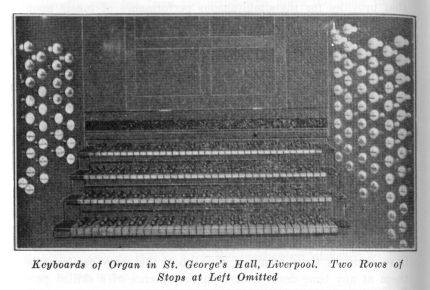 Keyboards of Organ in St. George's Hall, Liverpool. Two Rows of
Stops at Left Omitted